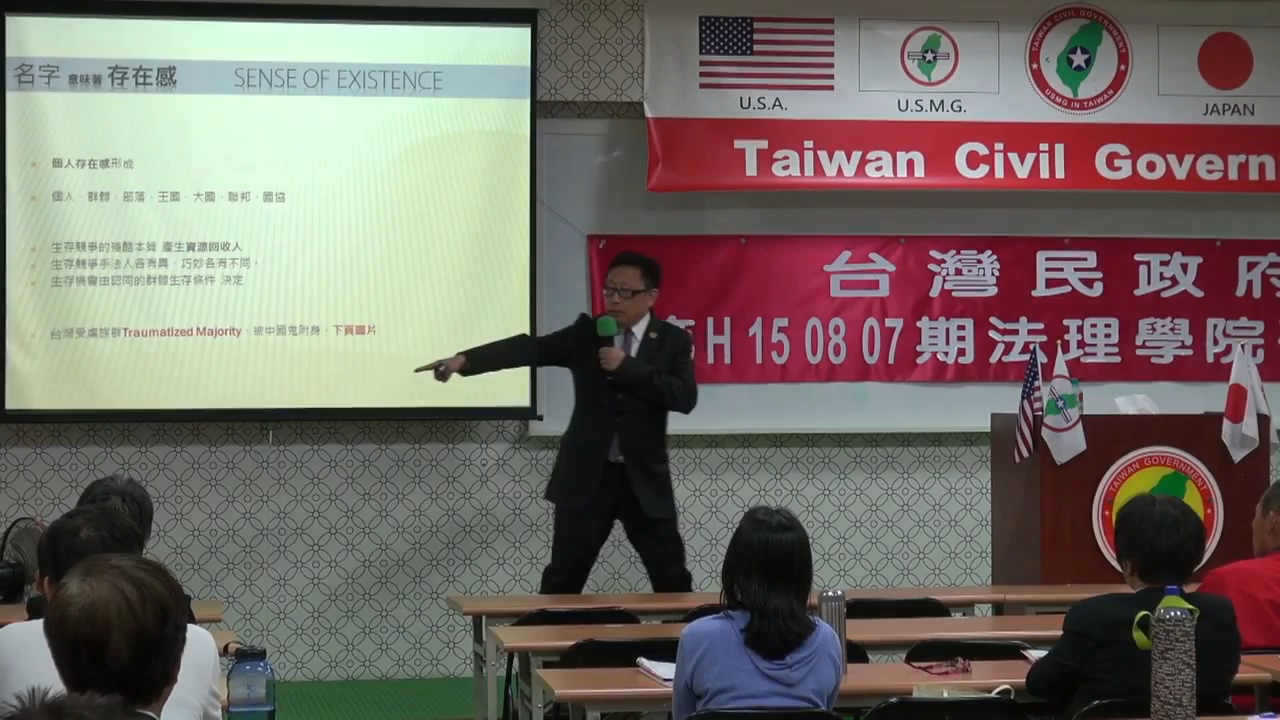 名字 意味著 存在感 SENSE OF EXISTENCE
個人存在感形成
個人、群體、部落、王國、大國、聯邦、國協
生存競爭的殘酷本質 產生資源回收人
生存競爭手法人各有異，巧妙各有不同。
生存機會由認同的群體生存條件 決定
台灣受虐族群Traumatized Majority，被中國鬼附身，下頁圖片
U.S.A.
U.S.M.G.
TAIWAN CIVIL GOVERNMENT
USMG IN TAIWAN
JAPAN
Taiwan Civil Govern
台灣民政府
H 15 08 07 期法理學院
TAIWAN GOVERNMENT